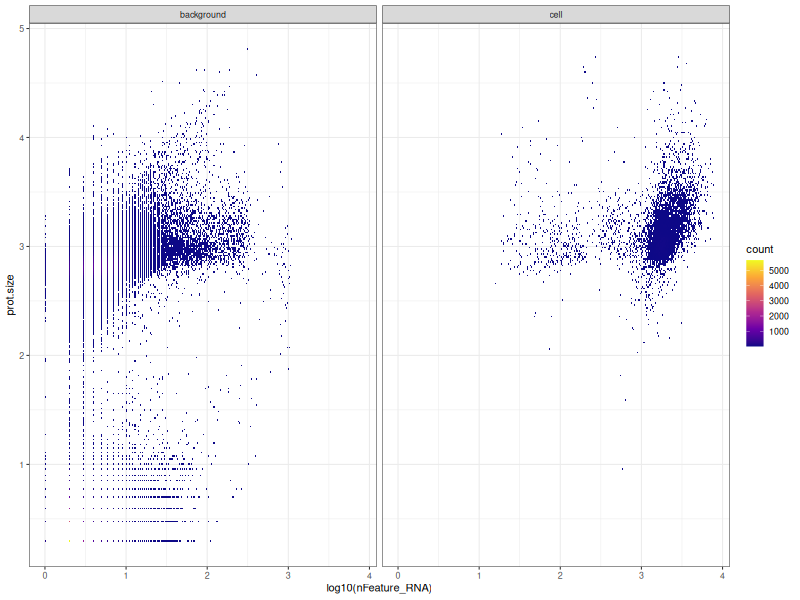 background cell
5
4
3
2
1
prot.size
0 1 2 3 4 0 1 2 3 4
log10(nFeature_RNA)
count
5000
4000
3000
2000
1000